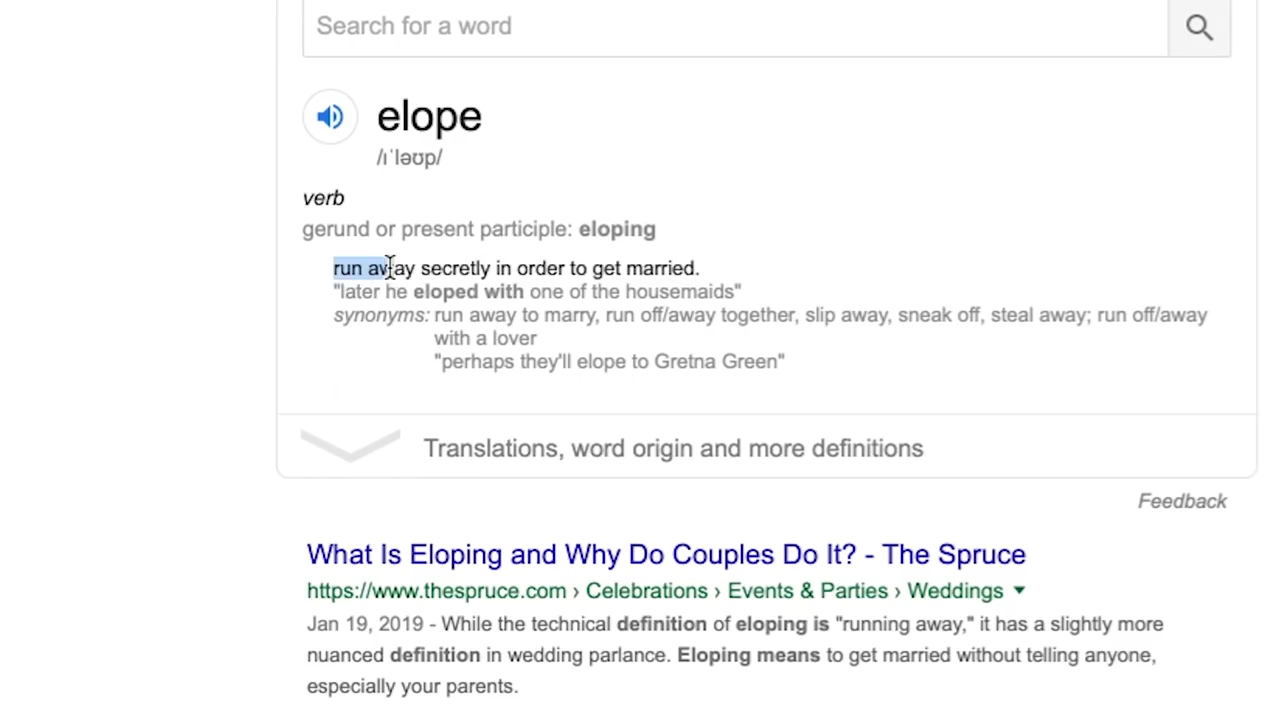 Search for a word
elope
/ɪˈləʊp/
verb
gerund or present participle: eloping
run away secretly in order to get married.
"later he eloped with one of the housemaids"
synonyms: run away to marry, run off/away together, slip away, sneak off, steal away; run off/away
with a lover
"perhaps they'll elope to Gretna Green"
Translations, word origin and more definitions
Feedback
What Is Eloping and Why Do Couples Do It? - The Spruce
https://www.thespruce.com › Celebrations › Events & Parties › Weddings
Jan 19, 2019 - While the technical definition of eloping is "running away," it has a slightly more
nuanced definition in wedding parlance. Eloping means to get married without telling anyone,
especially your parents.